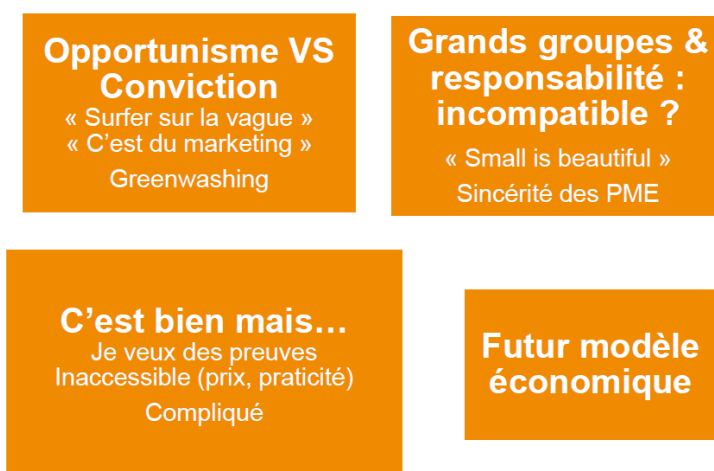 Opportunisme VS
Conviction
« Surfer sur la vague »
« C'est du marketing »
Greenwashing
Grands groupes &
responsabilité :
incompatible ?
« Small is beautiful »
Sincérité des PME
C'est bien mais…
Je veux des preuves
Inaccessible (prix, praticité)
Compliqué
Futur modèle
économique